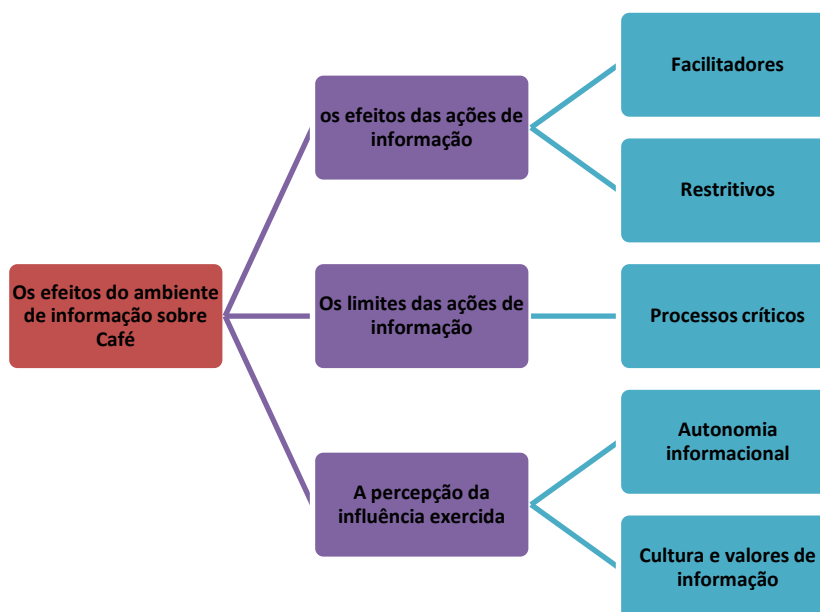 Os efeitos do ambiente
de informação sobre
Café
os efeitos das ações de
informação
Facilitadores
Restritivos
Os limites das ações de
informação
Processos críticos
A percepção da
influência exercida
Autonomia
informacional
Cultura e valores de
informação